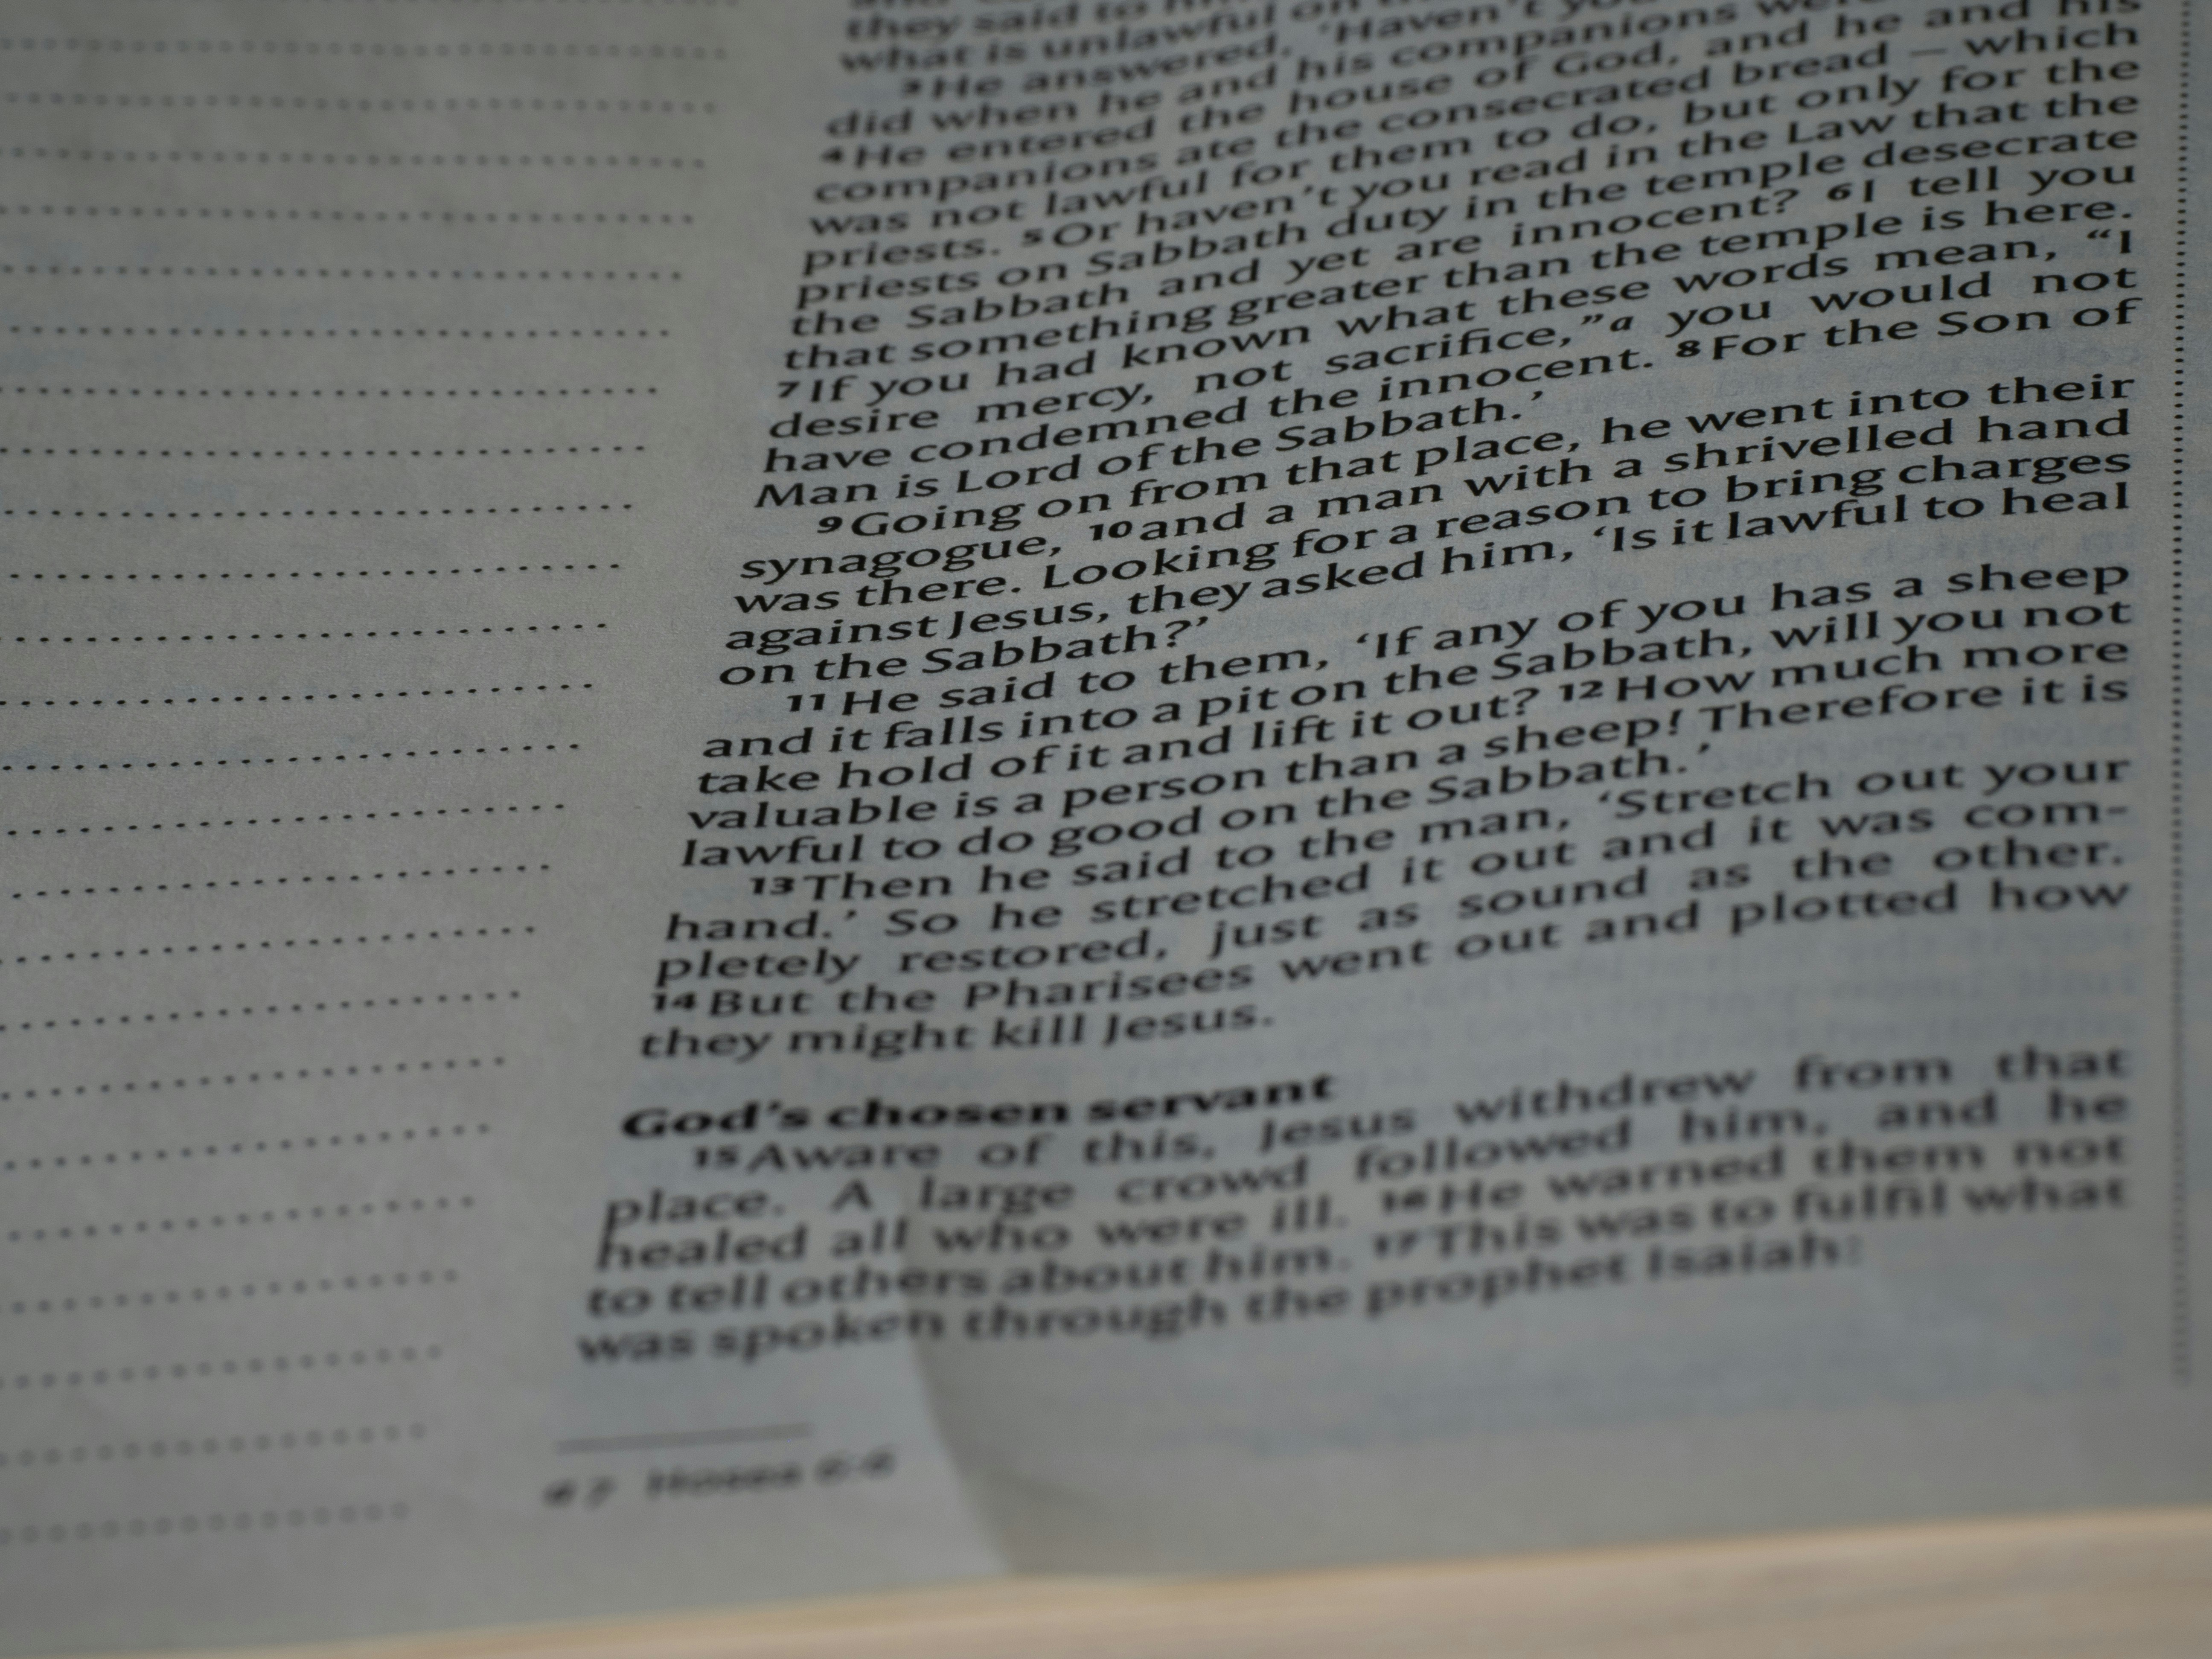 they said to
what is unlawful on
³He answered, 'Haven't
did when he and his companions
⁴He entered the house of God, and he and his
companions ate the consecrated bread – which
was not lawful for them to do, but only for the
priests. ⁵Or haven't you read in the Law that the
priests on Sabbath duty in the temple desecrate
the Sabbath and yet are innocent? ⁶I tell you
that something greater than the temple is here.
⁷If you had known what these words mean, "I
desire mercy, not sacrifice,"ᵃ you would not
have condemned the innocent. ⁸For the Son of
Man is Lord of the Sabbath.'
⁹Going on from that place, he went into their
synagogue, ¹⁰and a man with a shrivelled hand
was there. Looking for a reason to bring charges
against Jesus, they asked him, 'Is it lawful to heal
on the Sabbath?'
¹¹He said to them, 'If any of you has a sheep
and it falls into a pit on the Sabbath, will you not
take hold of it and lift it out? ¹²How much more
valuable is a person than a sheep! Therefore it is
lawful to do good on the Sabbath.'
¹³Then he said to the man, 'Stretch out your
hand.' So he stretched it out and it was com-
pletely restored, just as sound as the other.
¹⁴But the Pharisees went out and plotted how
they might kill Jesus.
God's chosen servant
¹⁵Aware of this, Jesus withdrew from that
place. A large crowd followed him, and he
healed all who were ill. ¹⁶He warned them not
to tell others about him. ¹⁷This was to fulfil what
was spoken through the prophet Isaiah:
a 7 Hosea 6:6